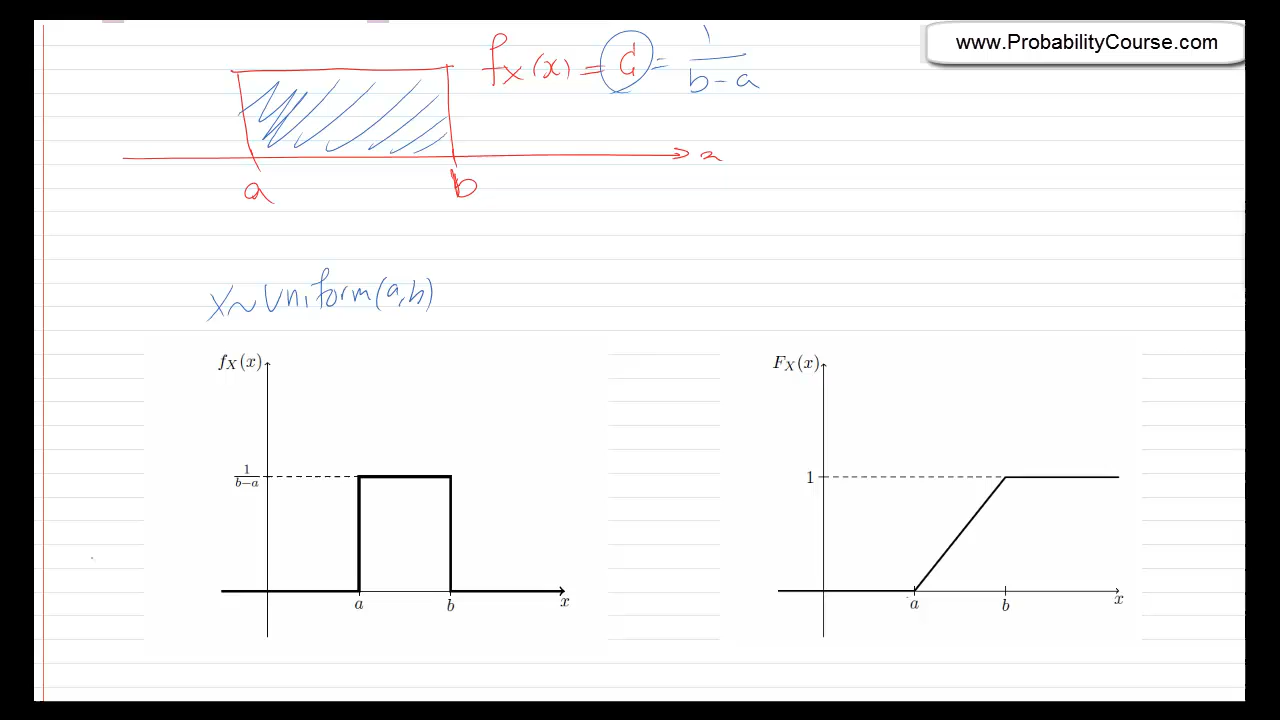 www.ProbabilityCourse.com
f_X(x) = C = 1/(b-a)
x
a b
X~Uniform(a,b)
f_X(x)
1/(b−a)
a b x
F_X(x)
1
a b x